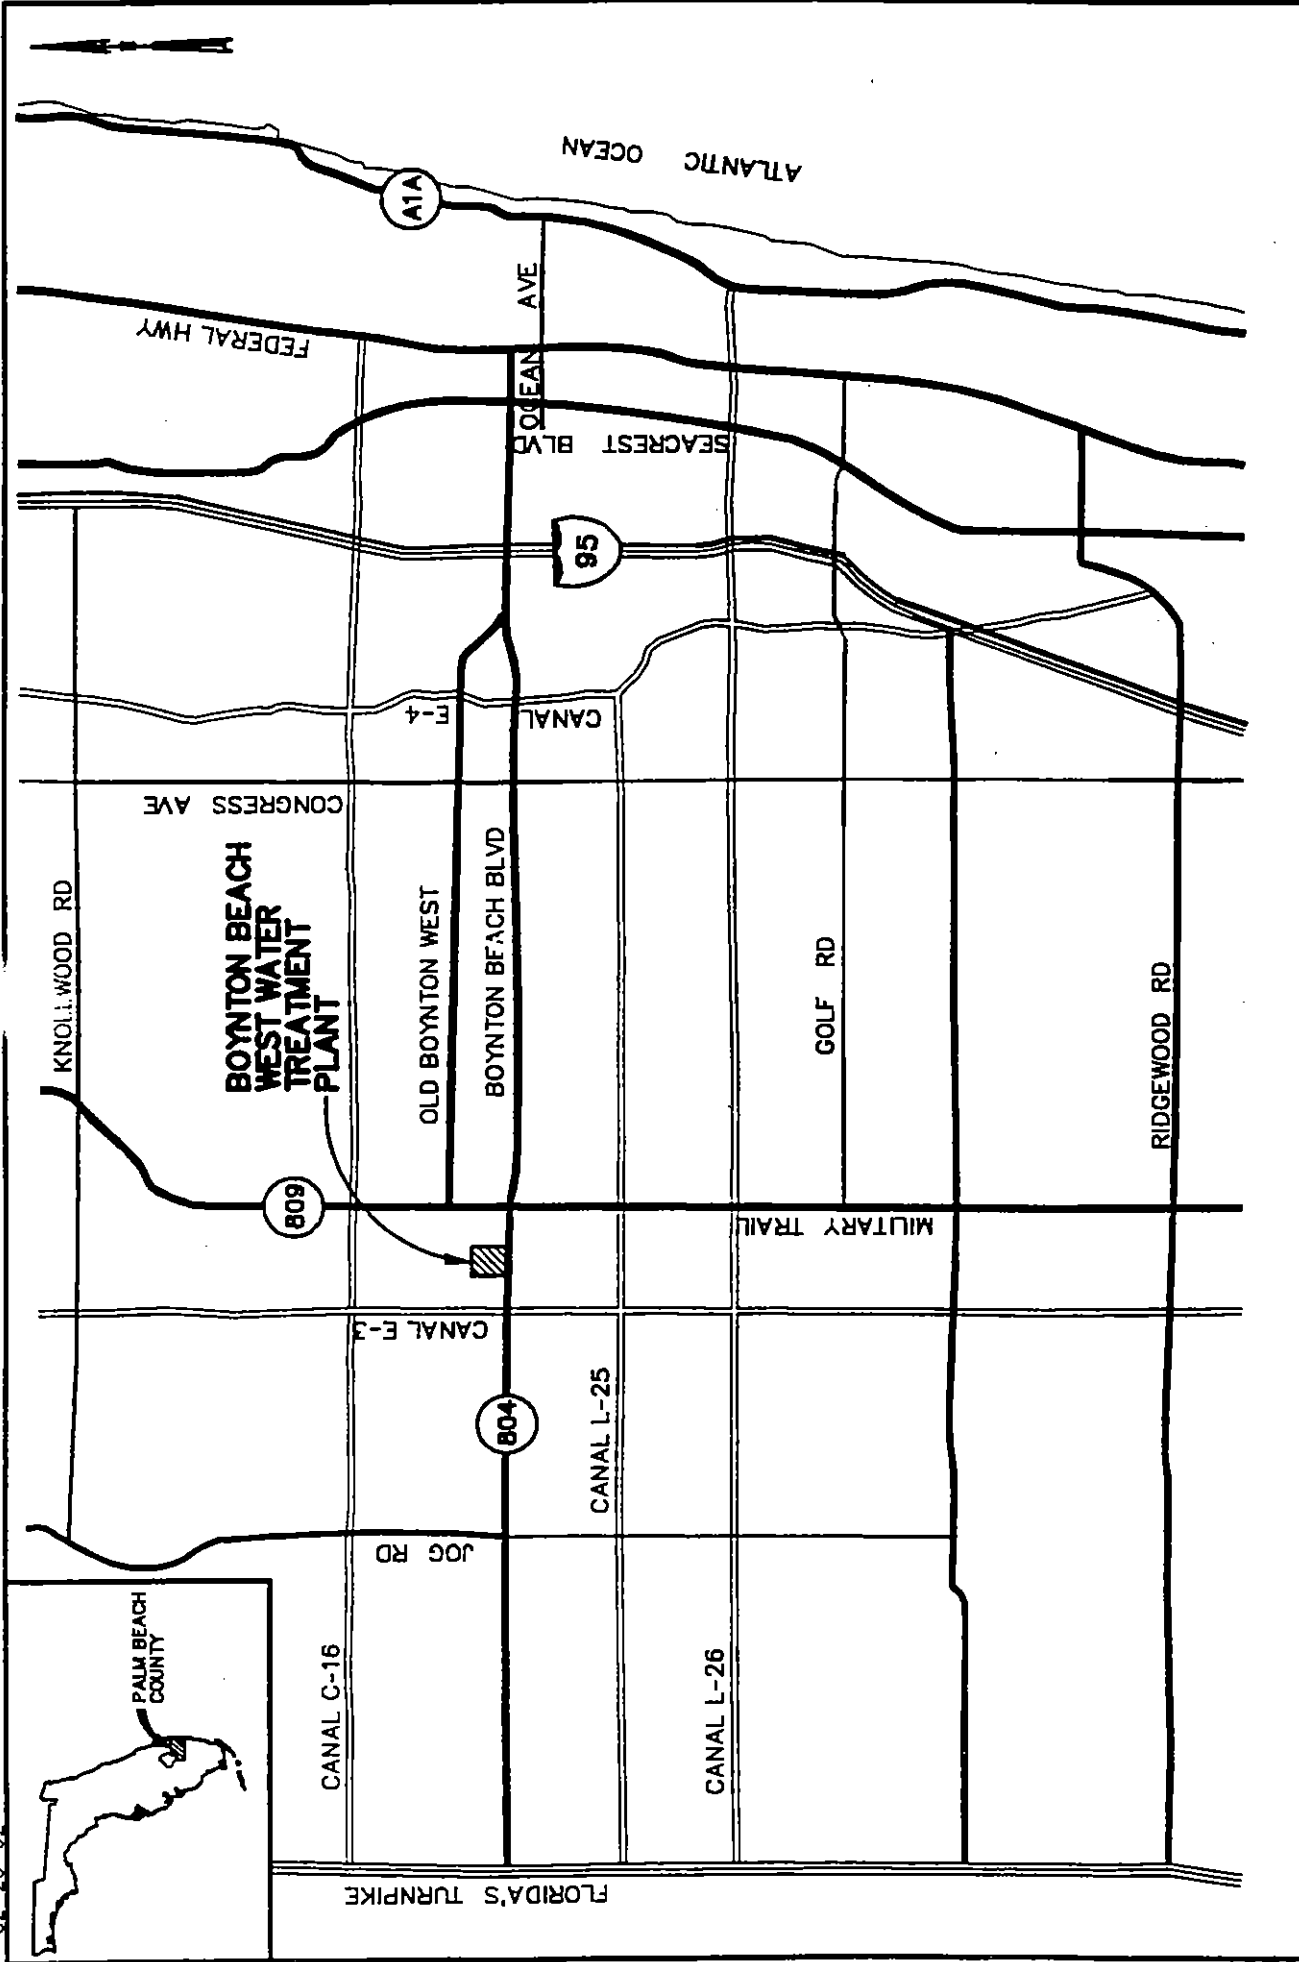 PALM BEACH
COUNTY
KNOLLWOOD RD
BOYNTON BEACH
WEST WATER
TREATMENT
PLANT
809
CONGRESS AVE
FEDERAL HWY
A1A
ATLANTIC OCEAN
CANAL C-16
JOG RD
CANAL E-3
OLD BOYNTON WEST
E-4
CANAL
BOYNTON BEACH BLVD
804
OCEAN AVE
SEACREST BLVD
95
FLORIDA'S TURNPIKE
CANAL L-25
CANAL L-26
MILITARY TRAIL
GOLF RD
RIDGEWOOD RD